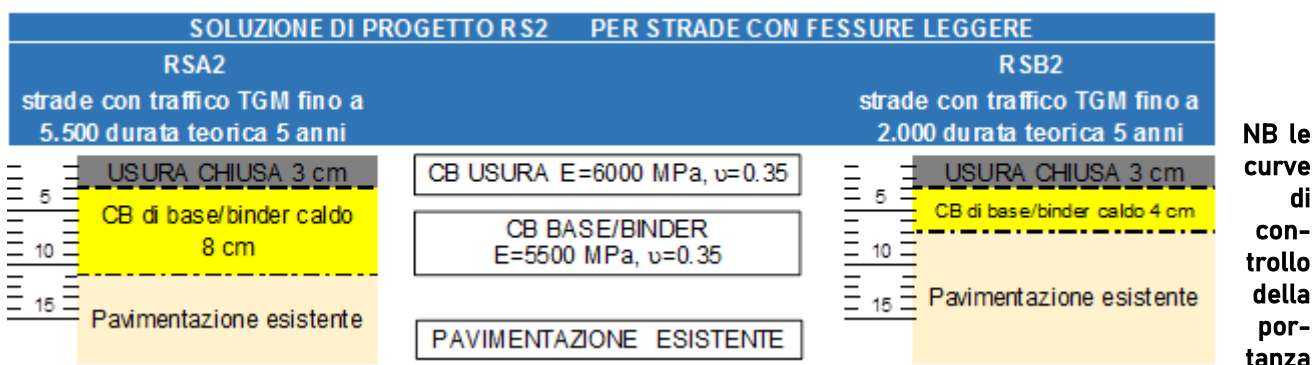 SOLUZIONE DI PROGETTO RS2 PER STRADE CON FESSURE LEGGERE
RSA2
strade con traffico TGM fino a
5.500 durata teorica 5 anni
RSB2
strade con traffico TGM fino a
2.000 durata teorica 5 anni
5
10
15
USURA CHIUSA 3 cm
CB di base/binder caldo
8 cm
Pavimentazione esistente
CB USURA E=6000 MPa, υ=0.35
CB BASE/BINDER
E=5500 MPa, υ=0.35
PAVIMENTAZIONE ESISTENTE
5
10
15
USURA CHIUSA 3 cm
CB di base/binder caldo 4 cm
Pavimentazione esistente
NB le
curve
di
con-
trollo
della
por-
tanza